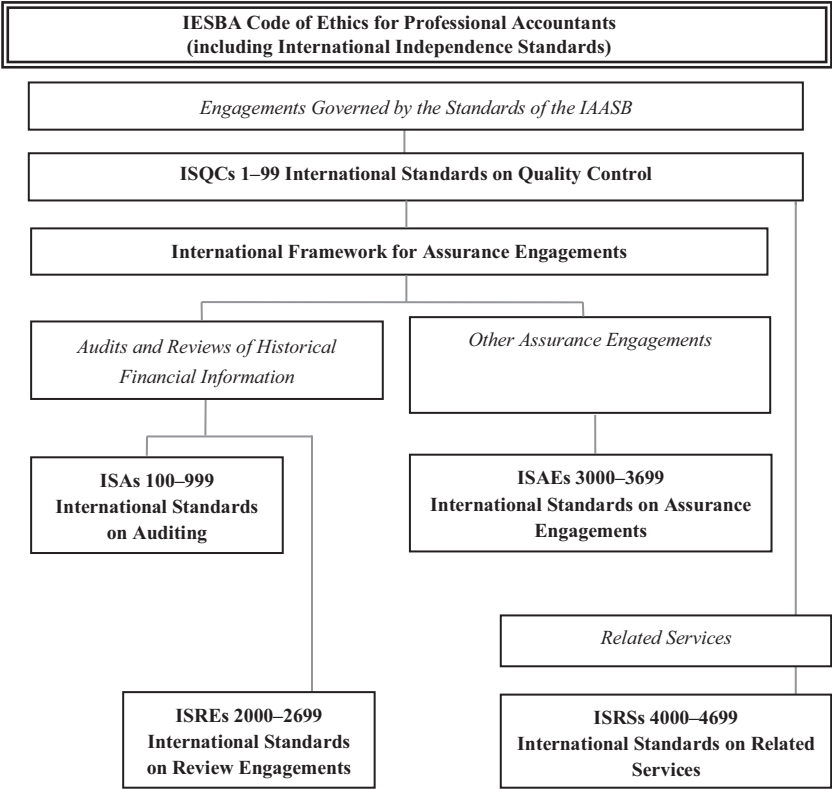 IESBA Code of Ethics for Professional Accountants
(including International Independence Standards)
Engagements Governed by the Standards of the IAASB
ISQCs 1–99 International Standards on Quality Control
International Framework for Assurance Engagements
Audits and Reviews of Historical
Financial Information
Other Assurance Engagements
ISAs 100–999
International Standards
on Auditing
ISAEs 3000–3699
International Standards on Assurance
Engagements
Related Services
ISREs 2000–2699
International Standards
on Review Engagements
ISRSs 4000–4699
International Standards on Related
Services